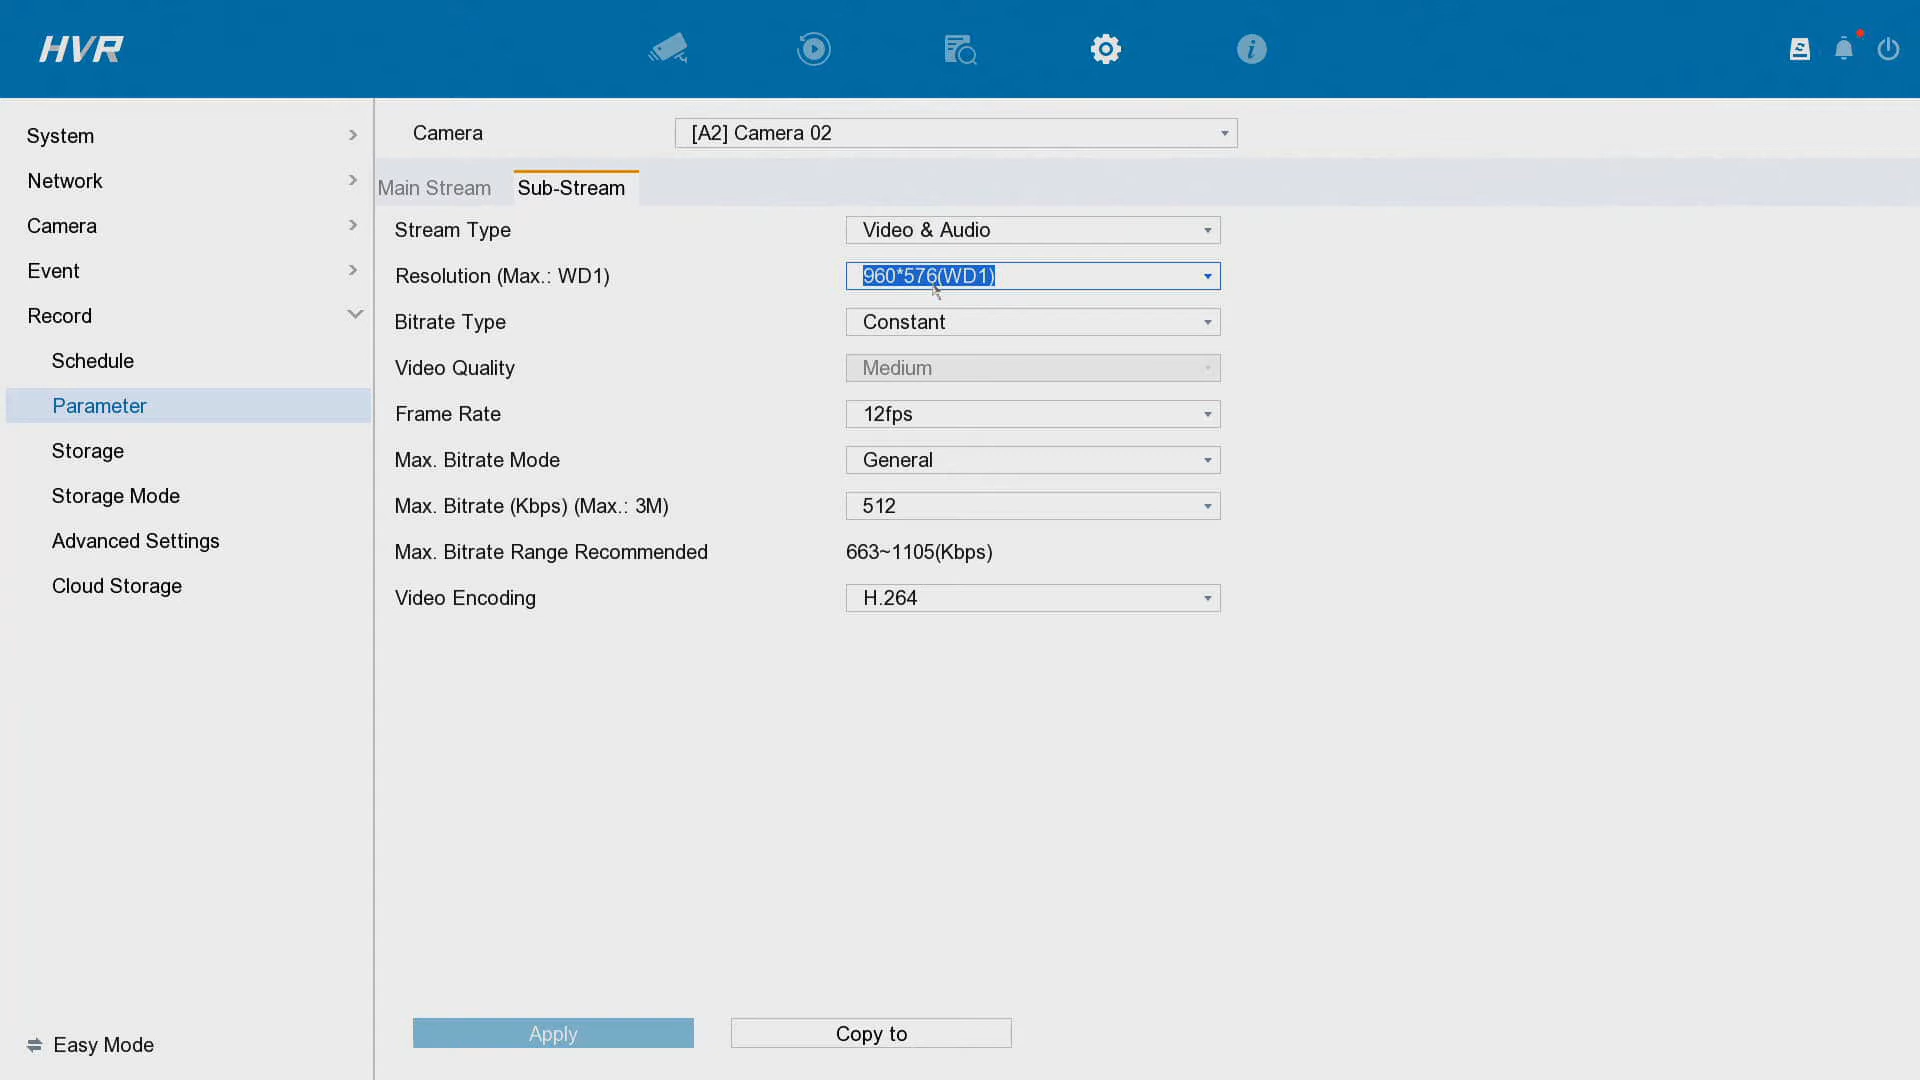 HVR
System
Network
Camera
Event
Record
Schedule
Parameter
Storage
Storage Mode
Advanced Settings
Cloud Storage
Easy Mode
Camera [A2] Camera 02
Main Stream Sub-Stream
Stream Type Video & Audio
Resolution (Max.: WD1) 960*576(WD1)
Bitrate Type Constant
Video Quality Medium
Frame Rate 12fps
Max. Bitrate Mode General
Max. Bitrate (Kbps) (Max.: 3M) 512
Max. Bitrate Range Recommended 663~1105(Kbps)
Video Encoding H.264
Apply Copy to